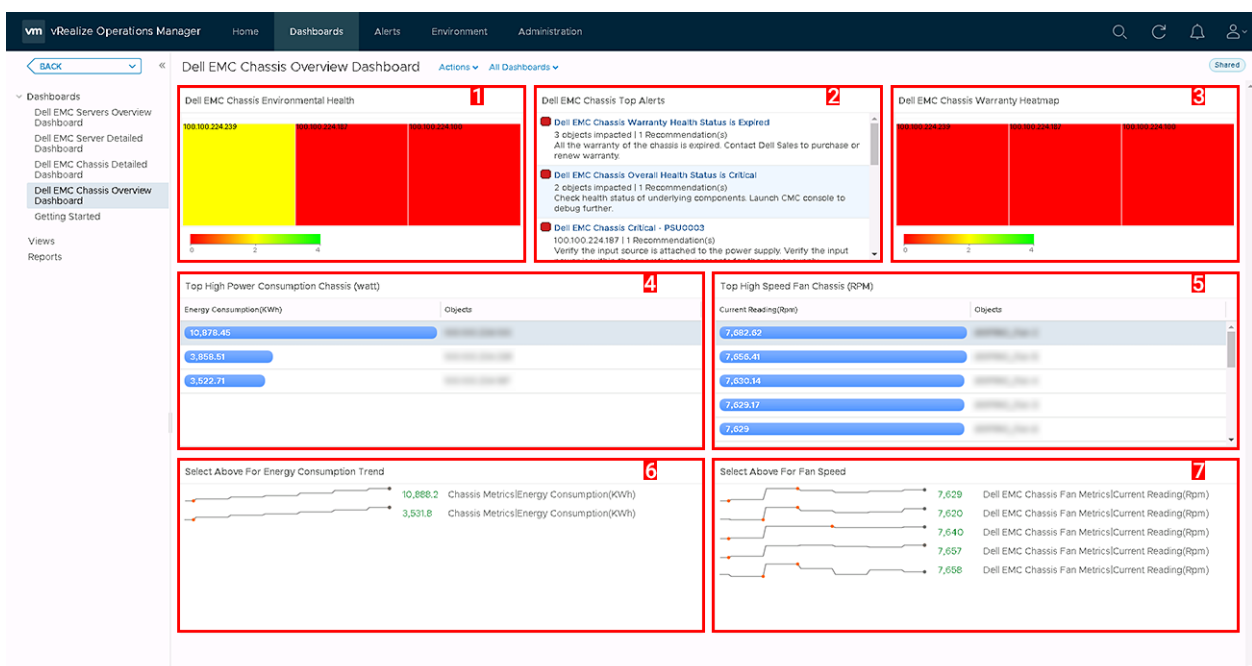 vm vRealize Operations Manager Home Dashboards Alerts Environment Administration
BACK
Dell EMC Chassis Overview Dashboard Actions All Dashboards Shared
Dashboards
Dell EMC Servers Overview
Dashboard
Dell EMC Server Detailed
Dashboard
Dell EMC Chassis Detailed
Dashboard
Dell EMC Chassis Overview
Dashboard
Getting Started
Views
Reports
Dell EMC Chassis Environmental Health 1
100.100.224.239 100.100.224.187 100.100.224.188
0 2 4
Dell EMC Chassis Top Alerts 2
Dell EMC Chassis Warranty Health Status is Expired
3 objects impacted | 1 Recommendation(s)
All the warranty of the chassis is expired. Contact Dell Sales to purchase or
renew warranty.
Dell EMC Chassis Overall Health Status is Critical
2 objects impacted | 1 Recommendation(s)
Check health status of underlying components. Launch CMC console to
debug further.
Dell EMC Chassis Critical - PSU0003
100.100.224.187 | 1 Recommendation(s)
Verify the input source is attached to the power supply. Verify the input
power is within the operating requirements for the power supply.
Dell EMC Chassis Warranty Heatmap 3
100.100.224.239 100.100.224.187 100.100.224.188
0 2 4
Top High Power Consumption Chassis (watt) 4
Energy Consumption(KWh) Objects
10,878.45
3,858.51
3,522.71
Top High Speed Fan Chassis (RPM) 5
Current Reading(Rpm) Objects
7,682.62
7,656.41
7,630.14
7,629.17
7,629
Select Above For Energy Consumption Trend 6
10,888.2 Chassis Metrics|Energy Consumption(KWh)
3,531.8 Chassis Metrics|Energy Consumption(KWh)
Select Above For Fan Speed 7
7,629 Dell EMC Chassis Fan Metrics|Current Reading(Rpm)
7,620 Dell EMC Chassis Fan Metrics|Current Reading(Rpm)
7,640 Dell EMC Chassis Fan Metrics|Current Reading(Rpm)
7,657 Dell EMC Chassis Fan Metrics|Current Reading(Rpm)
7,658 Dell EMC Chassis Fan Metrics|Current Reading(Rpm)